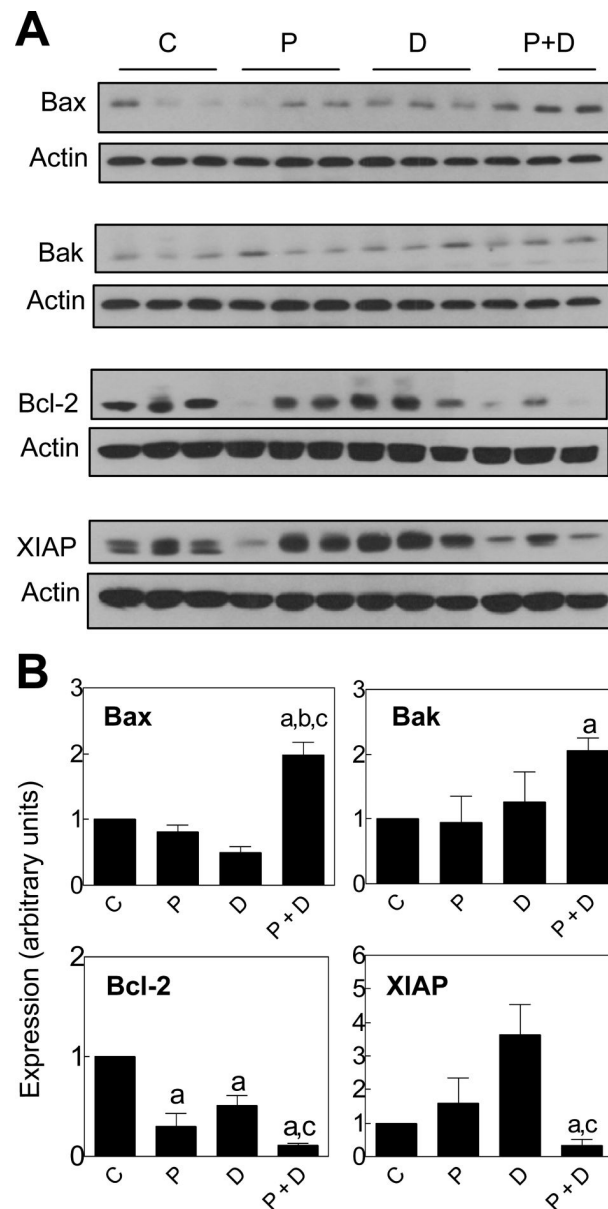 A
C P D P+D
Bax
Actin
Bak
Actin
Bcl-2
Actin
XIAP
Actin
B
Expression (arbitrary units)
3
2
1
0
Bax
a,b,c
C P D P+D
3
2
1
0
Bak
a
C P D P+D
2
1
0
Bcl-2
a a a,c
C P D P+D
6
5
4
3
2
1
0
XIAP
a,c
C P D P+D